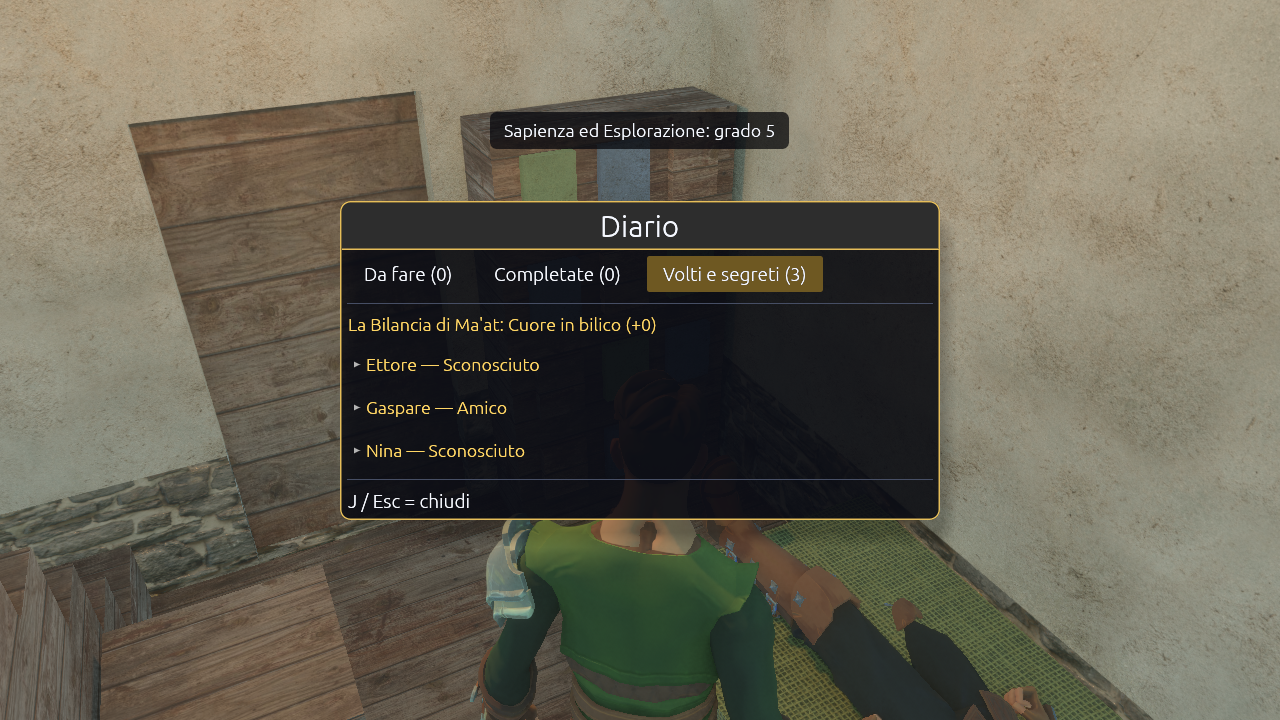 Sapienza ed Esplorazione: grado 5
Diario
Da fare (0) Completate (0) Volti e segreti (3)
La Bilancia di Ma'at: Cuore in bilico (+0)
▸ Ettore — Sconosciuto
▸ Gaspare — Amico
▸ Nina — Sconosciuto
J / Esc = chiudi